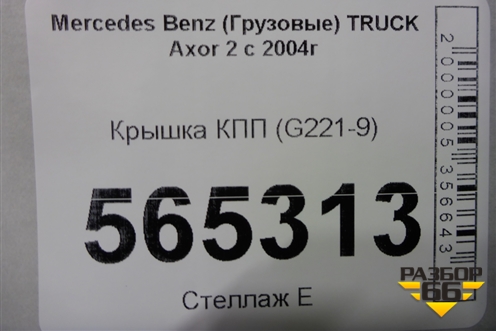 Mercedes Benz (Грузовые) TRUCK
Axor 2 с 2004г
Крышка КПП (G221-9)
565313
Стеллаж Е
2000005356643
РАЗБОР
66